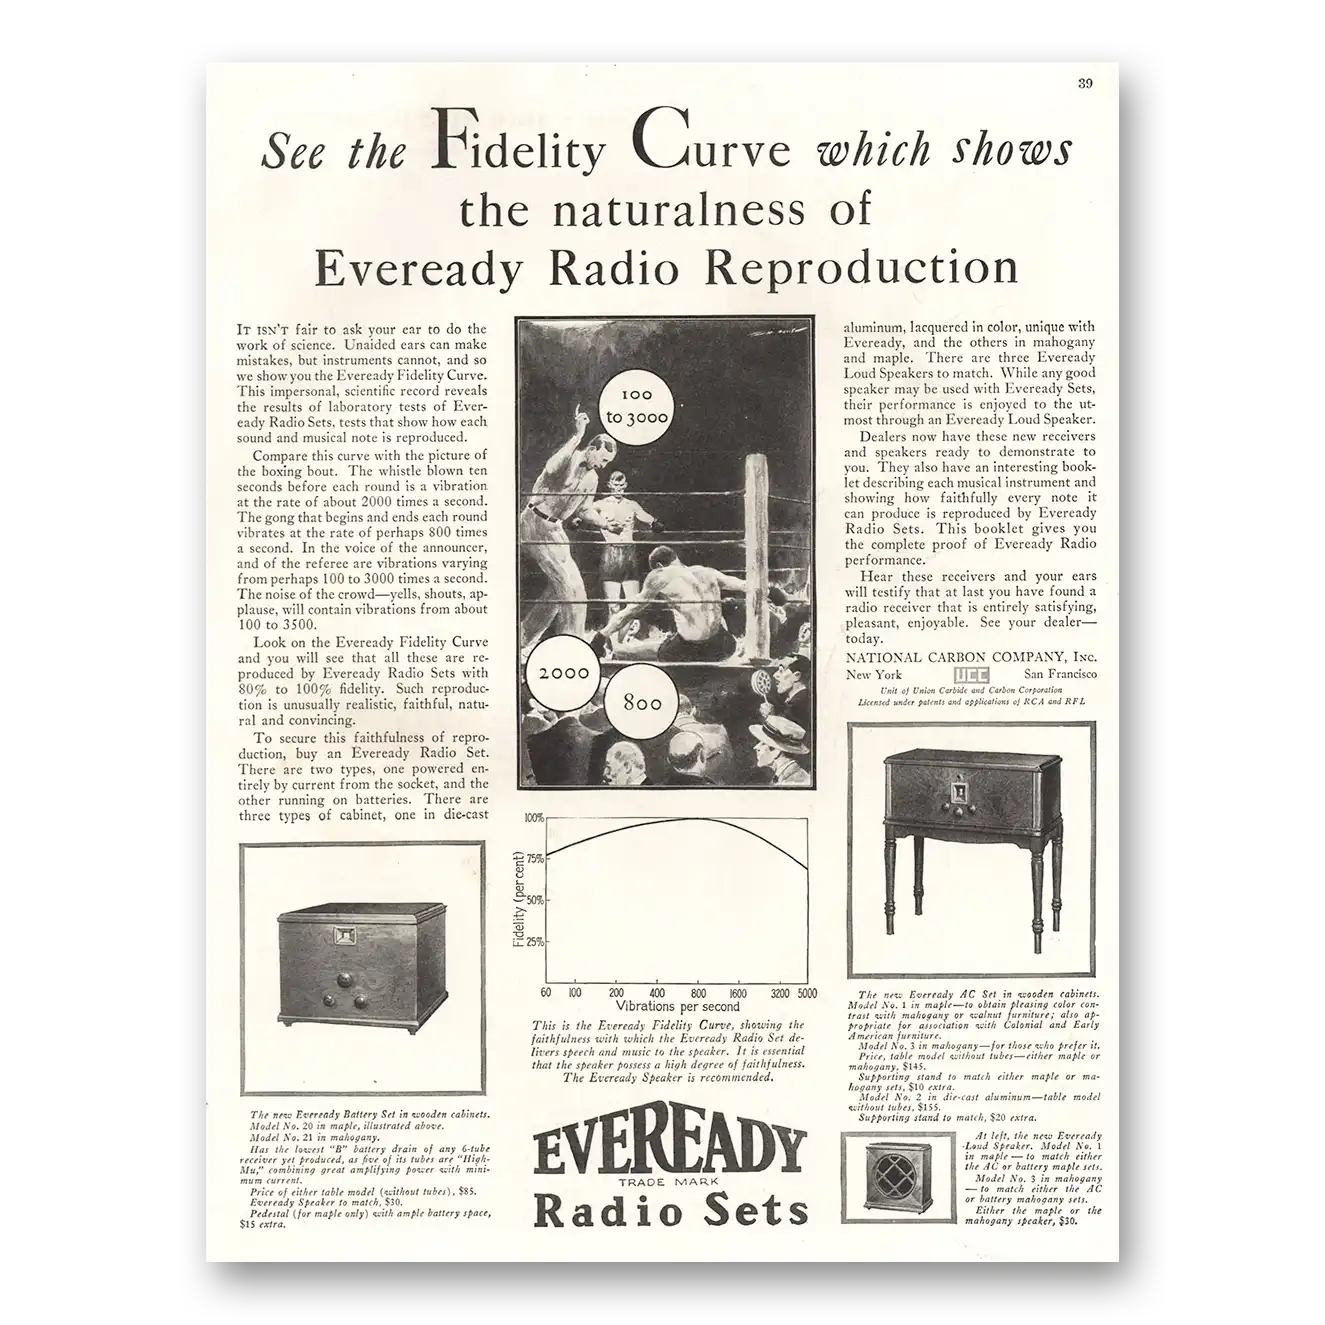 39
See the Fidelity Curve which shows
the naturalness of
Eveready Radio Reproduction
IT ISN'T fair to ask your ear to do the
work of science. Unaided ears can make
mistakes, but instruments cannot, and so
we show you the Eveready Fidelity Curve.
This impersonal, scientific record reveals
the results of laboratory tests of Ever-
eady Radio Sets, tests that show how each
sound and musical note is reproduced.
Compare this curve with the picture of
the boxing bout. The whistle blown ten
seconds before each round is a vibration
at the rate of about 2000 times a second.
The gong that begins and ends each round
vibrates at the rate of perhaps 800 times
a second. In the voice of the announcer,
and of the referee are vibrations varying
from perhaps 100 to 3000 times a second.
The noise of the crowd—yells, shouts, ap-
plause, will contain vibrations from about
100 to 3500.
Look on the Eveready Fidelity Curve
and you will see that all these are re-
produced by Eveready Radio Sets with
80% to 100% fidelity. Such reproduc-
tion is unusually realistic, faithful, natu-
ral and convincing.
To secure this faithfulness of repro-
duction, buy an Eveready Radio Set.
There are two types, one powered en-
tirely by current from the socket, and the
other running on batteries. There are
three types of cabinet, one in die-cast
100
to 3000
2000
800
aluminum, lacquered in color, unique with
Eveready, and the others in mahogany
and maple. There are three Eveready
Loud Speakers to match. While any good
speaker may be used with Eveready Sets,
their performance is enjoyed to the ut-
most through an Eveready Loud Speaker.
Dealers now have these new receivers
and speakers ready to demonstrate to
you. They also have an interesting book-
let describing each musical instrument and
showing how faithfully every note it
can produce is reproduced by Eveready
Radio Sets. This booklet gives you
the complete proof of Eveready Radio
performance.
Hear these receivers and your ears
will testify that at last you have found a
radio receiver that is entirely satisfying,
pleasant, enjoyable. See your dealer—
today.
NATIONAL CARBON COMPANY, INC.
New York UCC San Francisco
Unit of Union Carbide and Carbon Corporation
Licensed under patents and applications of RCA and RFL
100%
75%
50%
25%
Fidelity (per cent)
60 100 200 400 800 1600 3200 5000
Vibrations per second
This is the Eveready Fidelity Curve, showing the
faithfulness with which the Eveready Radio Set de-
livers speech and music to the speaker. It is essential
that the speaker possess a high degree of faithfulness.
The Eveready Speaker is recommended.
The new Eveready Battery Set in wooden cabinets.
Model No. 20 in maple, illustrated above.
Model No. 21 in mahogany.
Has the lowest "B" battery drain of any 6-tube
receiver yet produced, as five of its tubes are "High-
Mu," combining great amplifying power with mini-
mum current.
Price of either table model (without tubes), $85.
Eveready Speaker to match, $30.
Pedestal (for maple only) with ample battery space,
$15 extra.
EVEREADY
TRADE MARK
Radio Sets
The new Eveready AC Set in wooden cabinets.
Model No. 1 in maple—to obtain pleasing color con-
trast with mahogany or walnut furniture; also ap-
propriate for association with Colonial and Early
American furniture.
Model No. 3 in mahogany—for those who prefer it.
Price, table model without tubes—either maple or
mahogany, $145.
Supporting stand to match either maple or ma-
hogany sets, $10 extra.
Model No. 2 in die-cast aluminum—table model
without tubes, $155.
Supporting stand to match, $20 extra.
At left, the new Eveready
Loud Speaker. Model No. 1
in maple—to match either
the AC or battery maple sets.
Model No. 3 in mahogany
—to match either the AC
or battery mahogany sets.
Either the maple or the
mahogany speaker, $30.